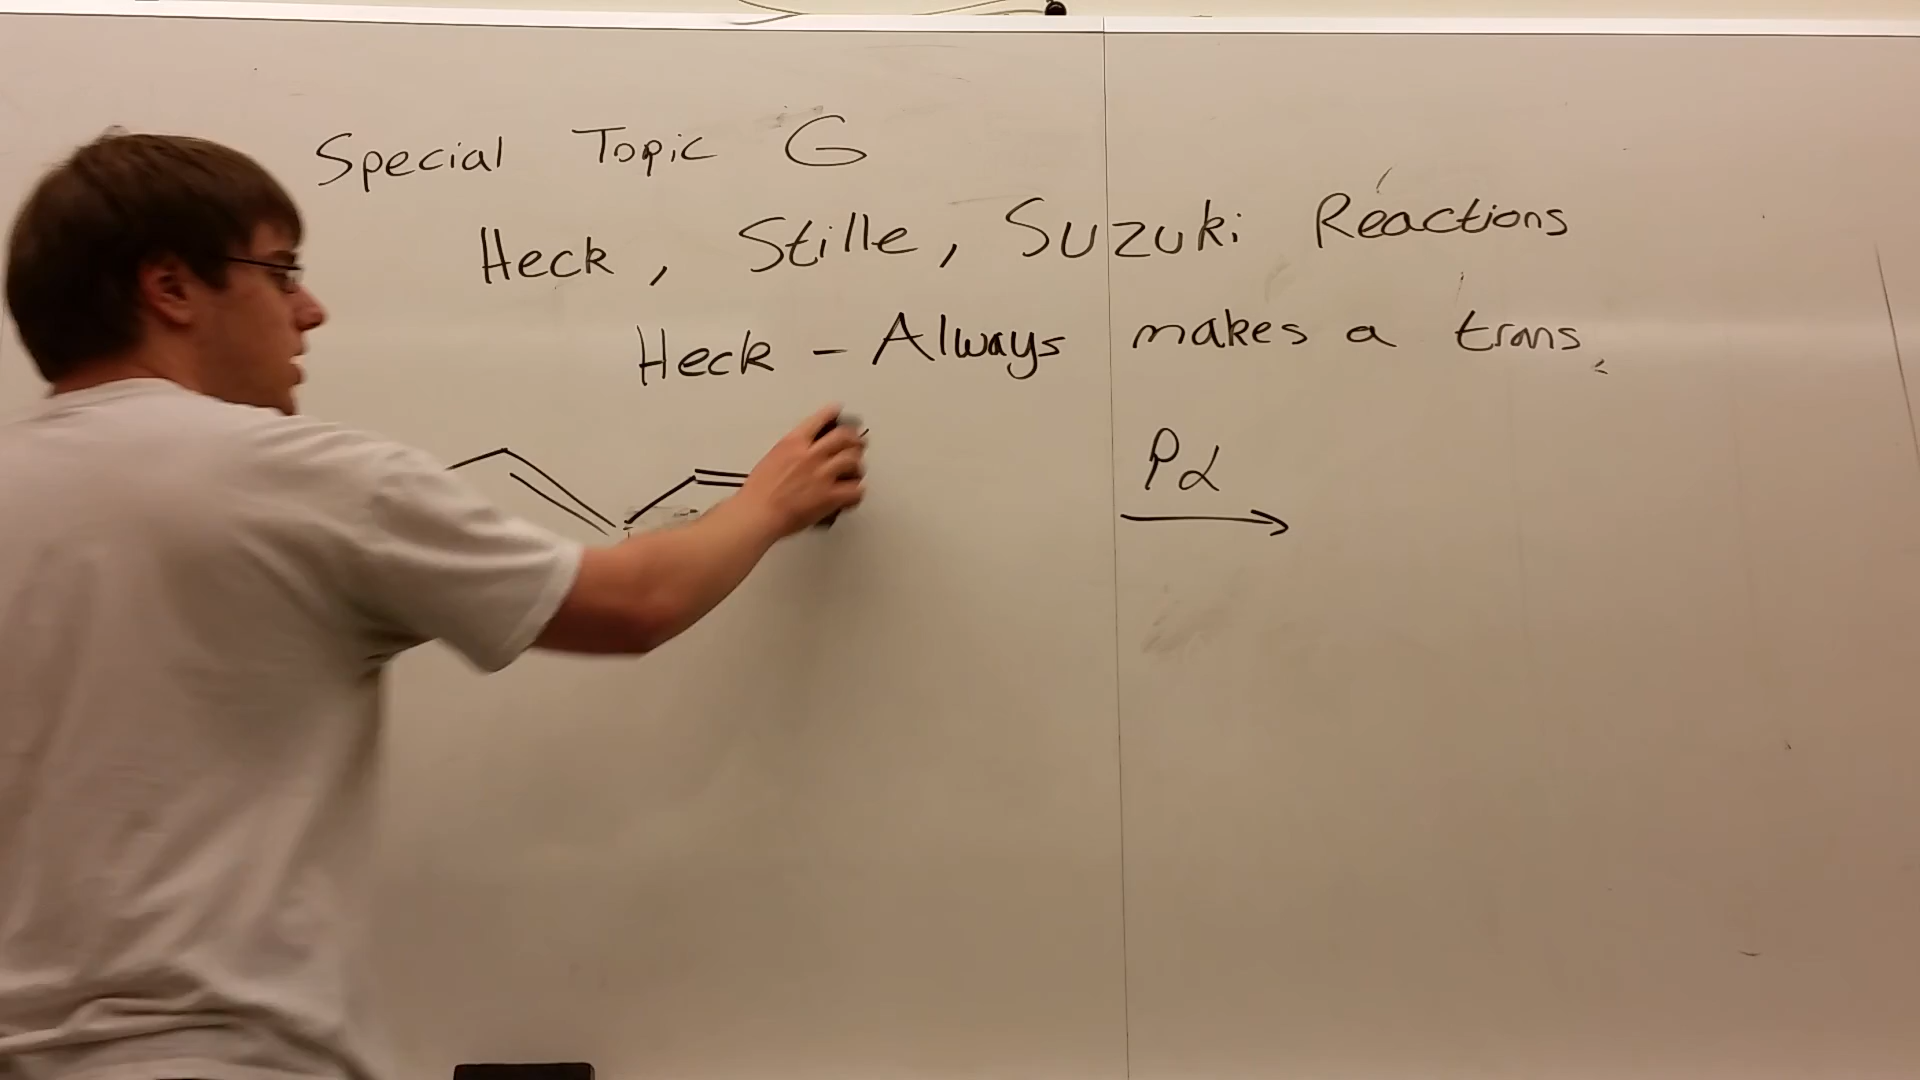 Special Topic G
Heck, Stille, Suzuki Reactions
Heck - Always makes a trans.
Pd